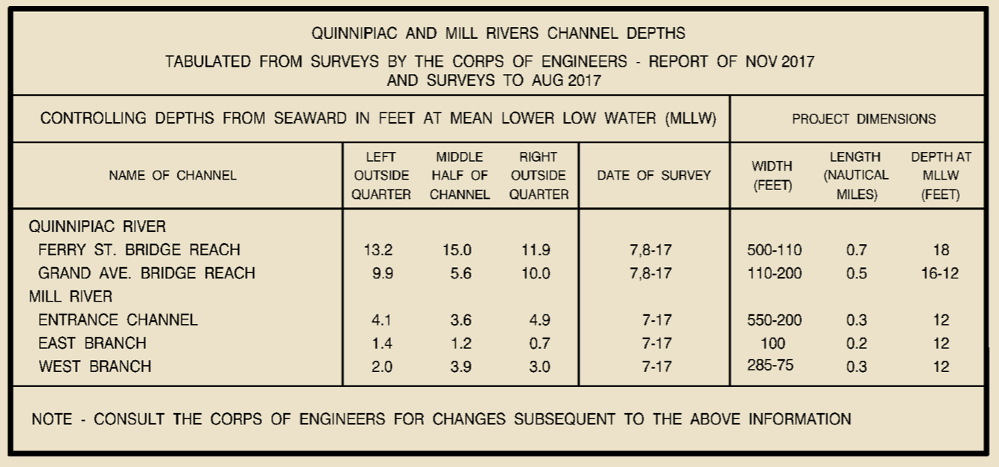 QUINNIPIAC AND MILL RIVERS CHANNEL DEPTHS
TABULATED FROM SURVEYS BY THE CORPS OF ENGINEERS - REPORT OF NOV 2017
AND SURVEYS TO AUG 2017
CONTROLLING DEPTHS FROM SEAWARD IN FEET AT MEAN LOWER LOW WATER (MLLW) PROJECT DIMENSIONS
NAME OF CHANNEL
LEFT
OUTSIDE
QUARTER
MIDDLE
HALF OF
CHANNEL
RIGHT
OUTSIDE
QUARTER
DATE OF SURVEY
WIDTH
(FEET)
LENGTH
(NAUTICAL
MILES)
DEPTH AT
MLLW
(FEET)
QUINNIPIAC RIVER
FERRY ST. BRIDGE REACH 13.2 15.0 11.9 7,8-17 500-110 0.7 18
GRAND AVE. BRIDGE REACH 9.9 5.6 10.0 7,8-17 110-200 0.5 16-12
MILL RIVER
ENTRANCE CHANNEL 4.1 3.6 4.9 7-17 550-200 0.3 12
EAST BRANCH 1.4 1.2 0.7 7-17 100 0.2 12
WEST BRANCH 2.0 3.9 3.0 7-17 285-75 0.3 12
NOTE - CONSULT THE CORPS OF ENGINEERS FOR CHANGES SUBSEQUENT TO THE ABOVE INFORMATION